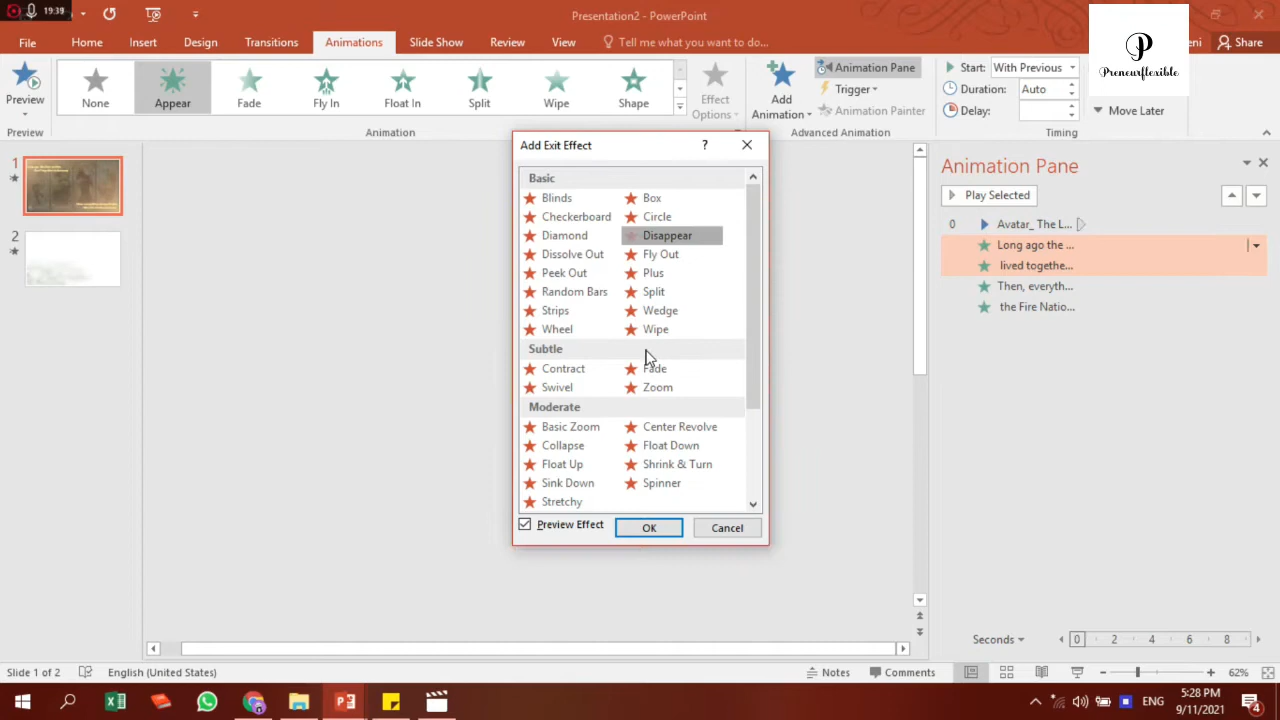 19:39
Presentation2 - PowerPoint
File Home Insert Design Transitions Animations Slide Show Review View Tell me what you want to do... eni Share
P
Preneurflexible
Preview
None Appear Fade Fly In Float In Split Wipe Shape
Effect Options
Add Animation
Animation Pane
Trigger
Animation Painter
Start: With Previous
Duration: Auto
Delay:
Move Later
Preview Animation Advanced Animation Timing
1
2
Add Exit Effect ?
Basic
Blinds Box
Checkerboard Circle
Diamond Disappear
Dissolve Out Fly Out
Peek Out Plus
Random Bars Split
Strips Wedge
Wheel Wipe
Subtle
Contract Fade
Swivel Zoom
Moderate
Basic Zoom Center Revolve
Collapse Float Down
Float Up Shrink & Turn
Sink Down Spinner
Stretchy
Preview Effect OK Cancel
Animation Pane
Play Selected
0 Avatar_ The L...
Long ago the ...
lived togethe...
Then, everyth...
the Fire Natio...
Seconds 0 2 4 6 8
Slide 1 of 2 English (United States) Notes Comments 62%
ENG 5:28 PM
9/11/2021 4